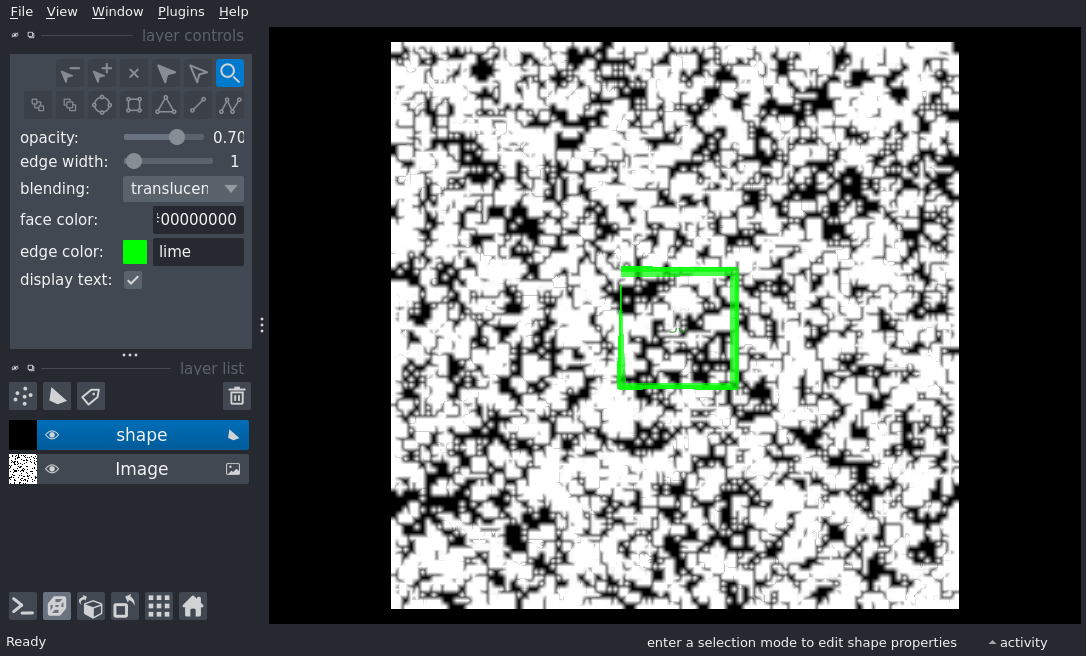 File View Window Plugins Help
layer controls
opacity: 0.70
edge width: 1
blending: translucen
face color: 00000000
edge color: lime
display text:
layer list
shape
Image
Ready
enter a selection mode to edit shape properties
activity